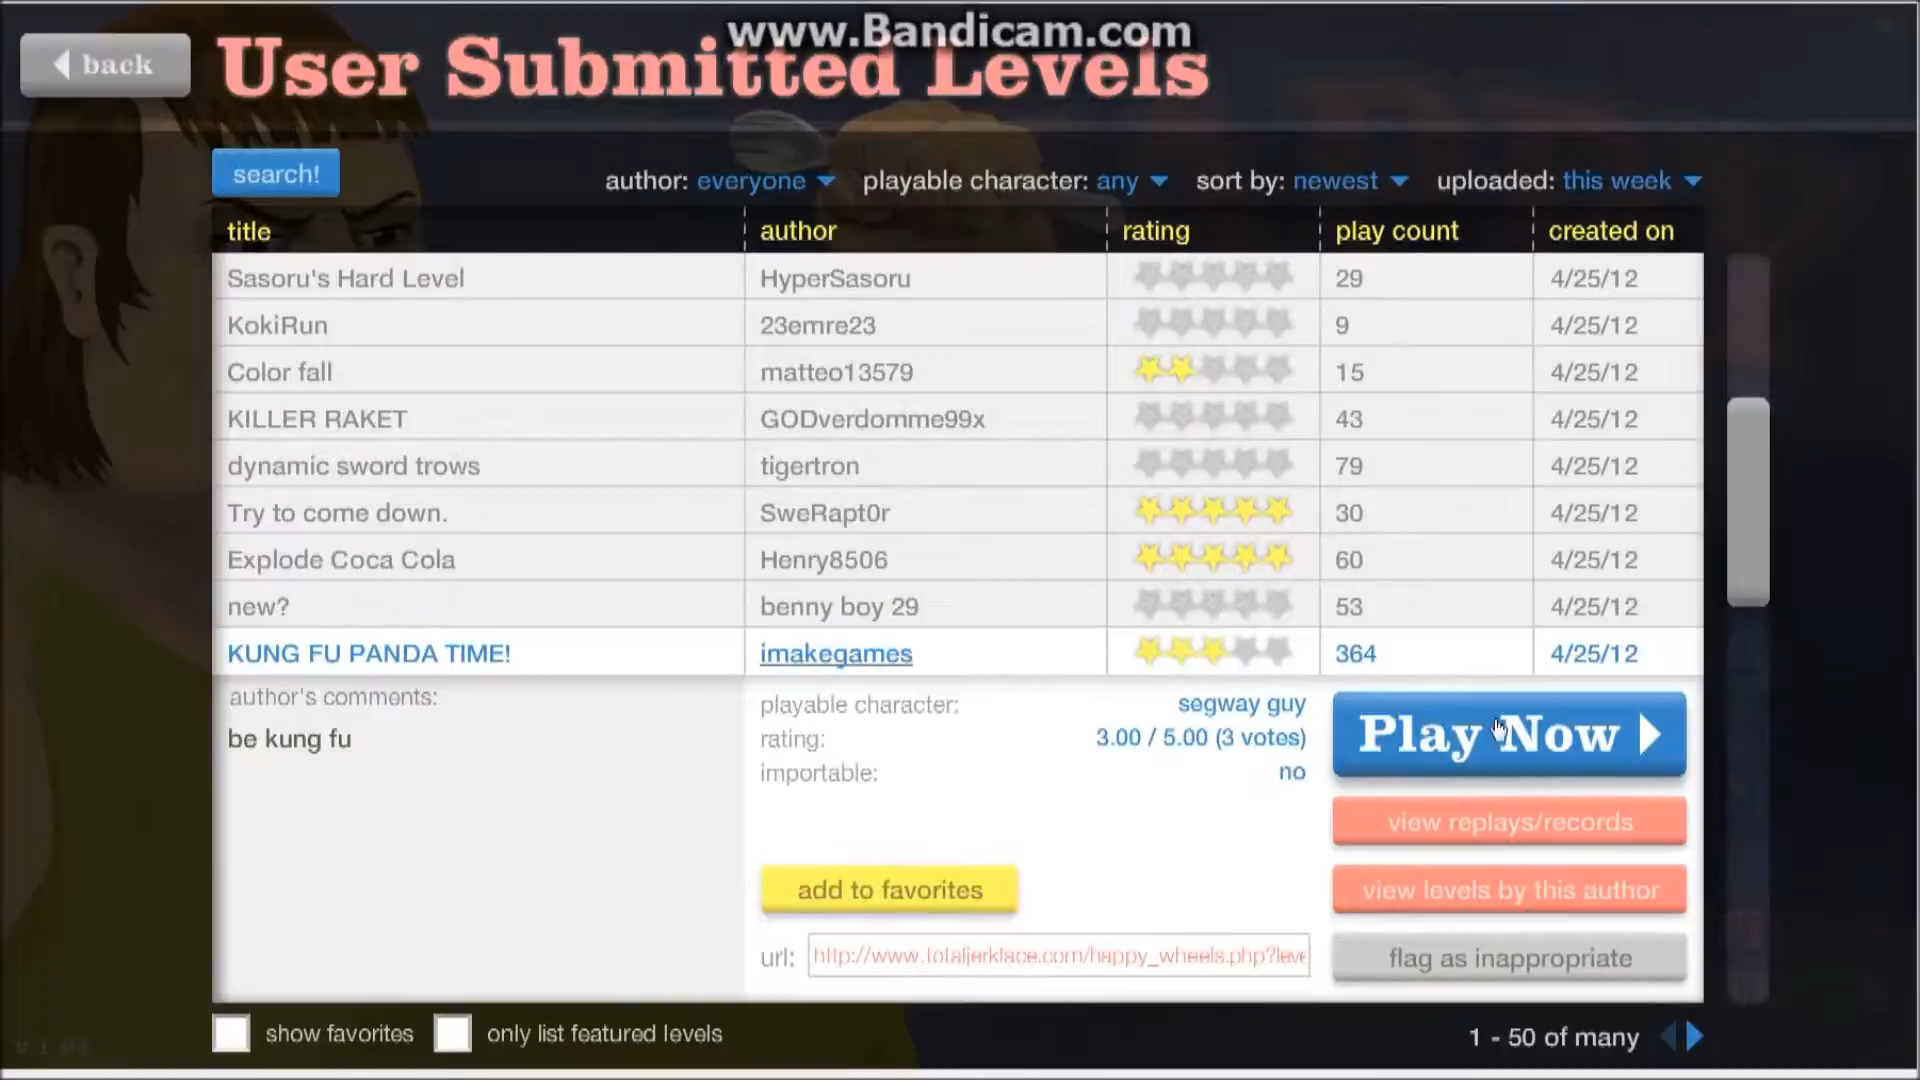 www.Bandicam.com
back
User Submitted Levels
search!
author: everyone playable character: any sort by: newest uploaded: this week
title author rating play count created on
Sasoru's Hard Level HyperSasoru 29 4/25/12
KokiRun 23emre23 9 4/25/12
Color fall matteo13579 15 4/25/12
KILLER RAKET GODverdomme99x 43 4/25/12
dynamic sword trows tigertron 79 4/25/12
Try to come down. SweRapt0r 30 4/25/12
Explode Coca Cola Henry8506 60 4/25/12
new? benny boy 29 53 4/25/12
KUNG FU PANDA TIME! imakegames 364 4/25/12
author's comments:
be kung fu
playable character: segway guy
rating: 3.00 / 5.00 (3 votes)
importable: no
Play Now
view replays/records
add to favorites
view levels by this author
url: http://www.totaljerkface.com/happy_wheels.php?leve
flag as inappropriate
show favorites only list featured levels
1 - 50 of many